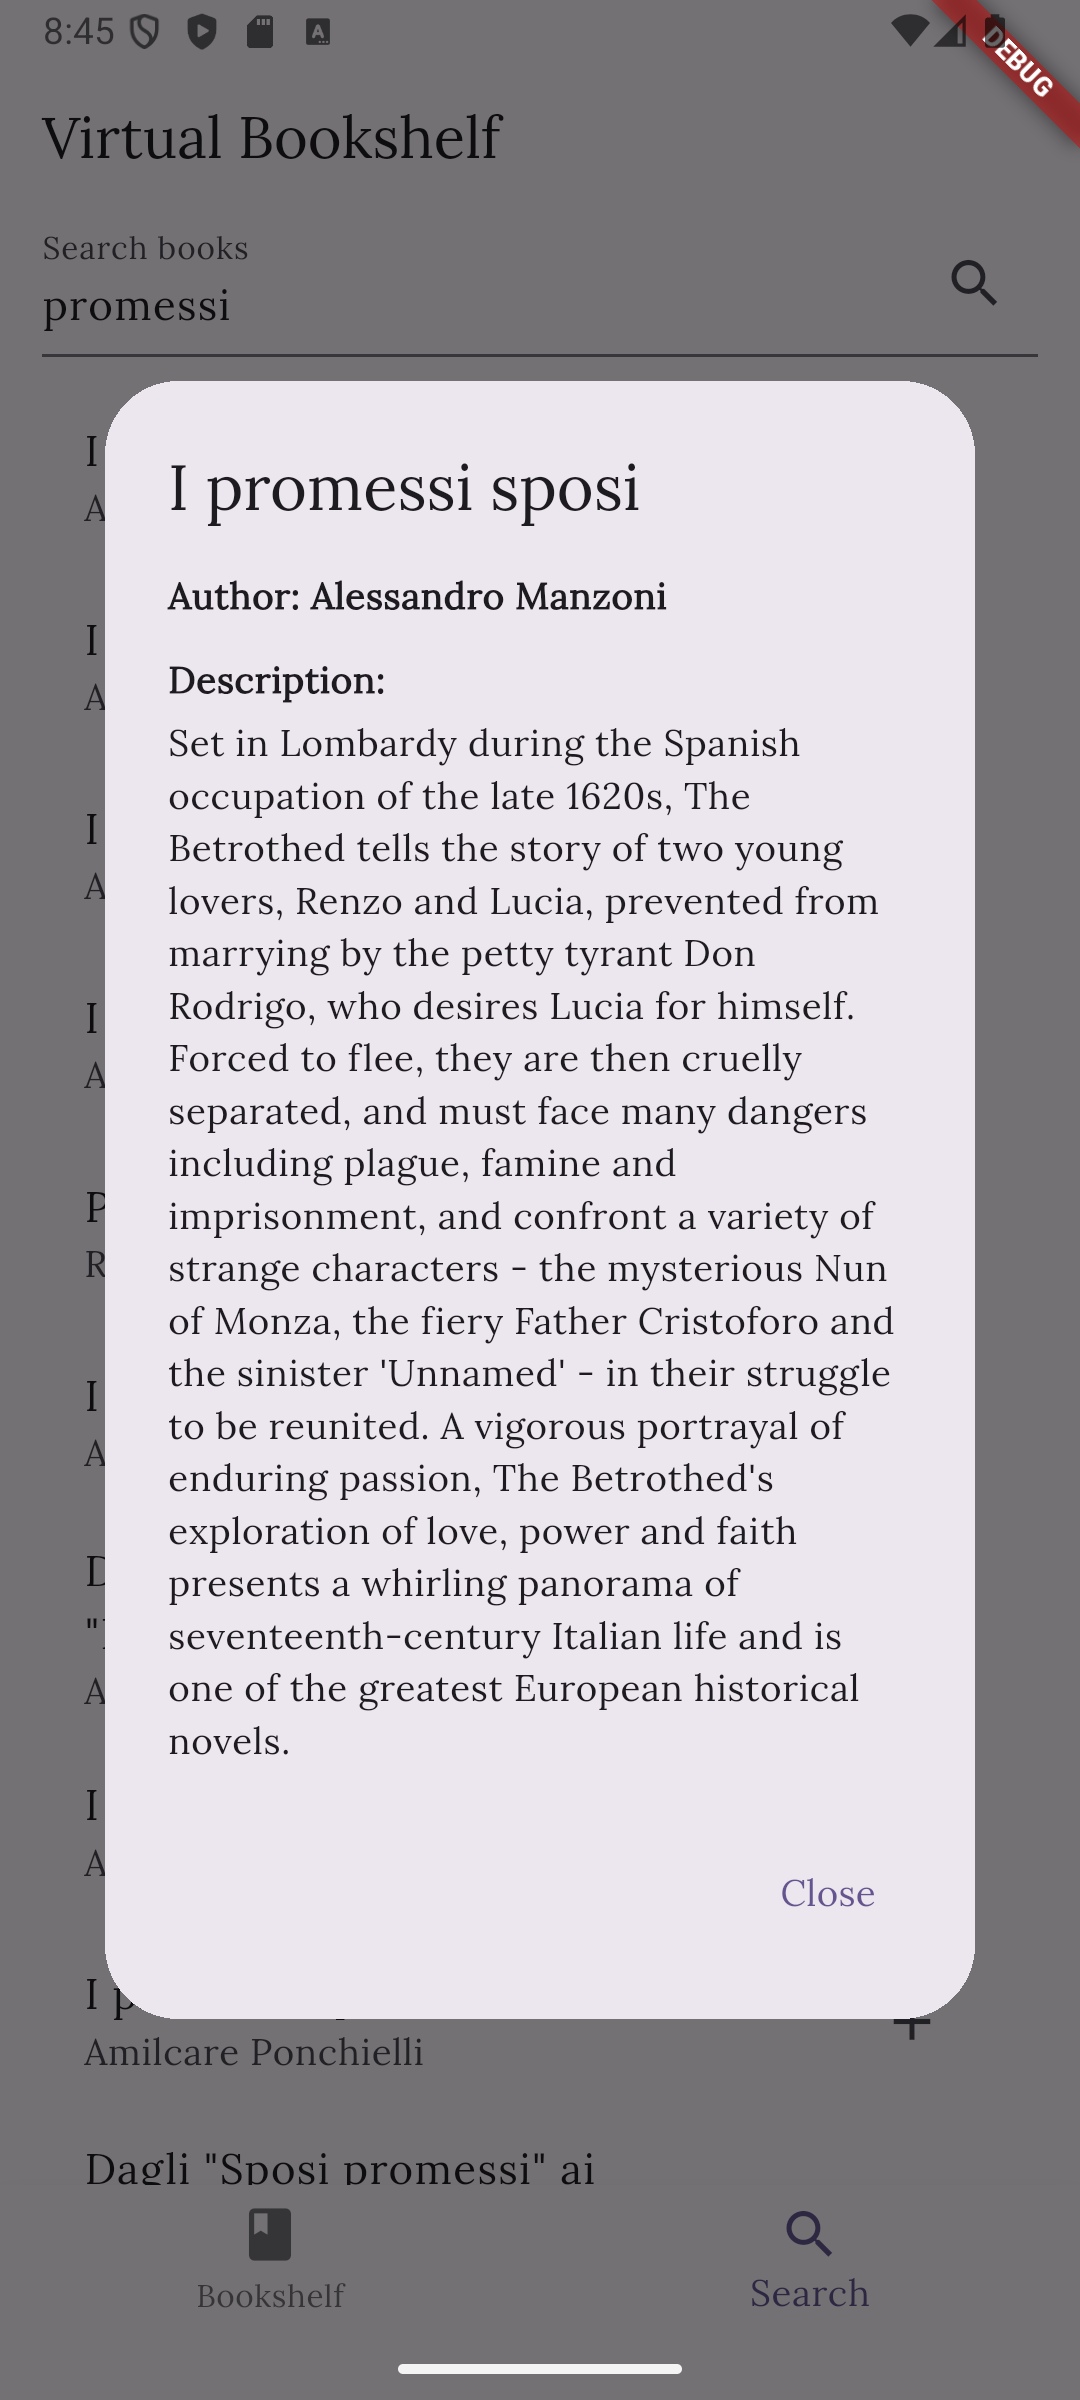 8:45
DEBUG
Virtual Bookshelf
Search books
promessi
I promessi sposi
Author: Alessandro Manzoni
Description:
Set in Lombardy during the Spanish
occupation of the late 1620s, The
Betrothed tells the story of two young
lovers, Renzo and Lucia, prevented from
marrying by the petty tyrant Don
Rodrigo, who desires Lucia for himself.
Forced to flee, they are then cruelly
separated, and must face many dangers
including plague, famine and
imprisonment, and confront a variety of
strange characters - the mysterious Nun
of Monza, the fiery Father Cristoforo and
the sinister 'Unnamed' - in their struggle
to be reunited. A vigorous portrayal of
enduring passion, The Betrothed's
exploration of love, power and faith
presents a whirling panorama of
seventeenth-century Italian life and is
one of the greatest European historical
novels.
Close
Amilcare Ponchielli
Dagli "Sposi promessi" ai
Bookshelf
Search